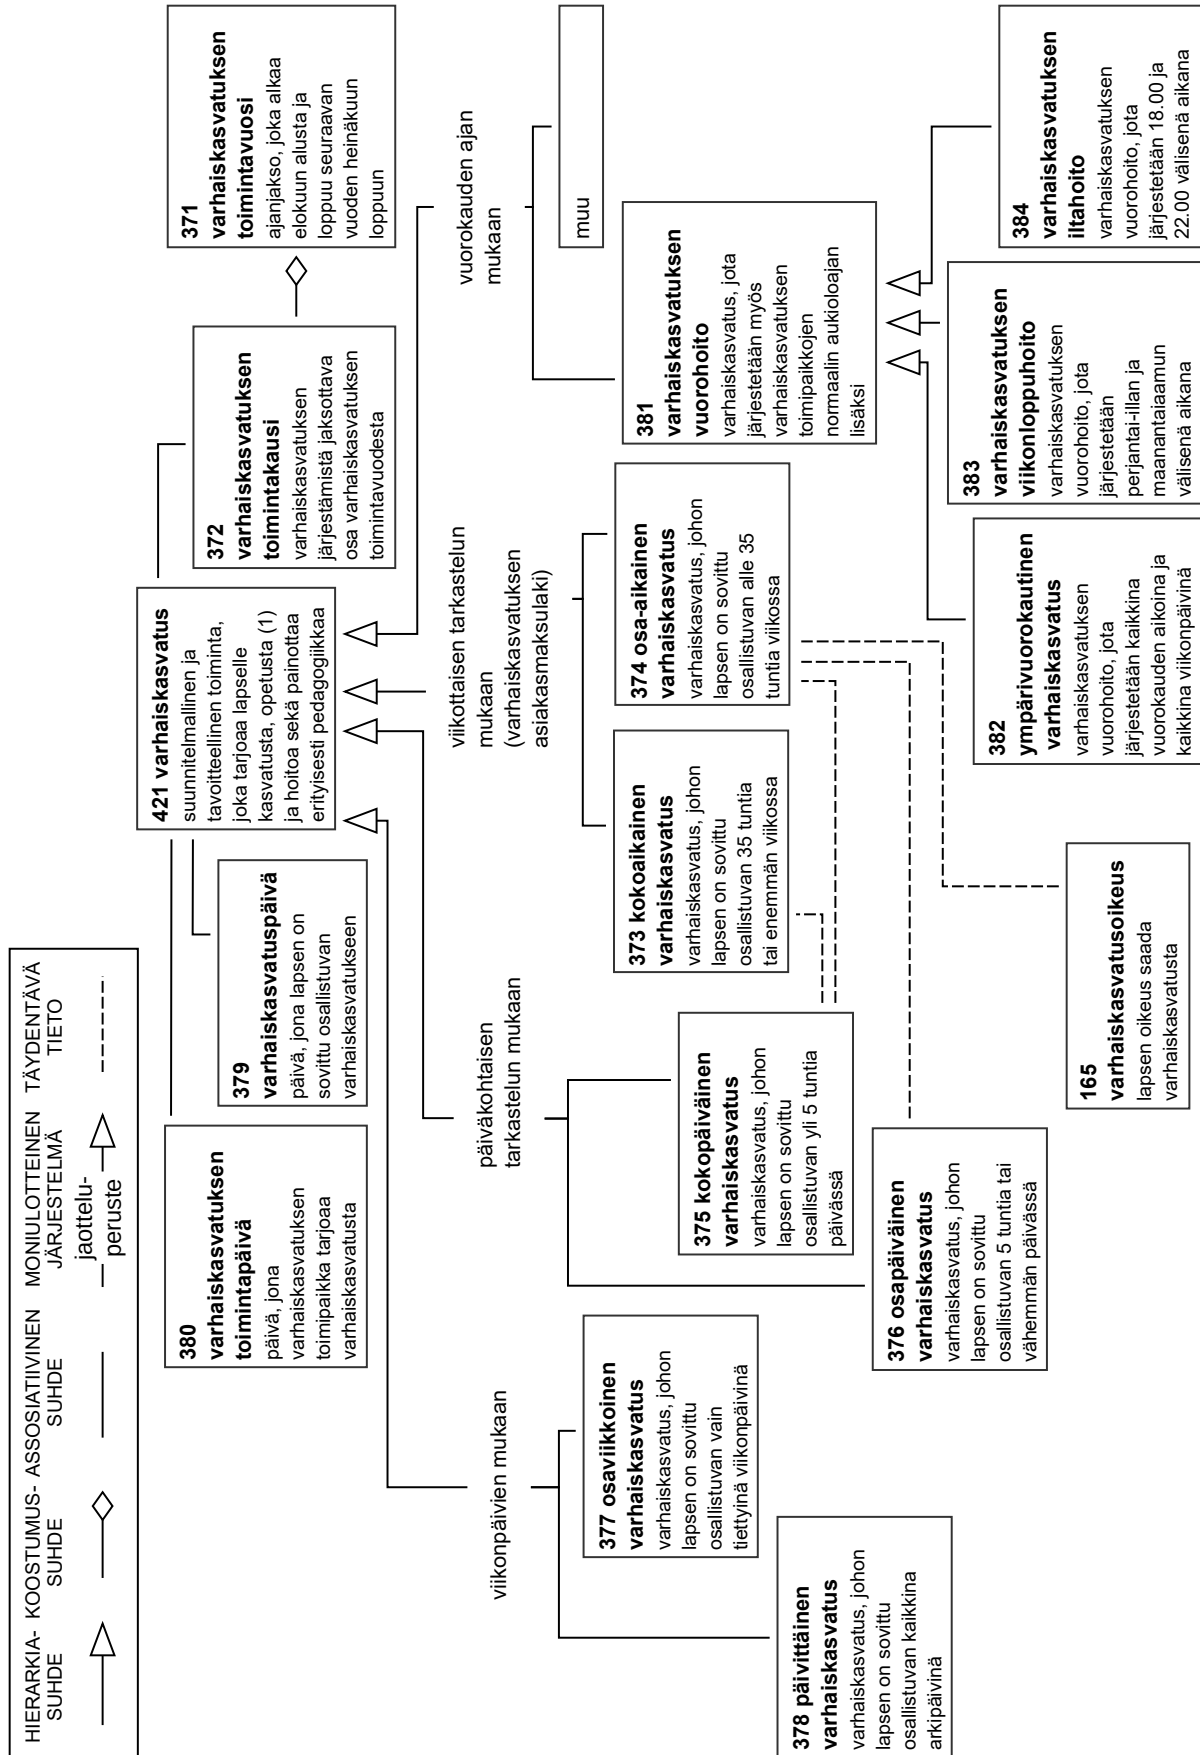 HIERARKIA-
SUHDE
KOOSTUMUS-
SUHDE
ASSOSIATIIVINEN
SUHDE
MONIULOTTEINEN
JÄRJESTELMÄ
jaottelu-
peruste
TÄYDENTÄVÄ
TIETO
380
varhaiskasvatuksen
toimintapäivä
päivä, jona
varhaiskasvatuksen
toimipaikka tarjoaa
varhaiskasvatusta
379
varhaiskasvatuspäivä
päivä, jona lapsen on
sovittu osallistuvan
varhaiskasvatukseen
421 varhaiskasvatus
suunnitelmallinen ja
tavoitteellinen toiminta,
joka tarjoaa lapselle
kasvatusta, opetusta (1)
ja hoitoa sekä painottaa
erityisesti pedagogiikkaa
372
varhaiskasvatuksen
toimintakausi
varhaiskasvatuksen
järjestämistä jaksottava
osa varhaiskasvatuksen
toimintavuodesta
371
varhaiskasvatuksen
toimintavuosi
ajanjakso, joka alkaa
elokuun alusta ja
loppuu seuraavan
vuoden heinäkuun
loppuun
viikonpäivien mukaan
päiväkohtaisen
tarkastelun mukaan
viikottaisen tarkastelun
mukaan
(varhaiskasvatuksen
asiakasmaksulaki)
vuorokauden ajan
mukaan
378 päivittäinen
varhaiskasvatus
varhaiskasvatus, johon
lapsen on sovittu
osallistuvan kaikkina
arkipäivinä
377 osaviikkoinen
varhaiskasvatus
varhaiskasvatus, johon
lapsen on sovittu
osallistuvan vain
tiettyinä viikonpäivinä
376 osapäiväinen
varhaiskasvatus
varhaiskasvatus, johon
lapsen on sovittu
osallistuvan 5 tuntia tai
vähemmän päivässä
375 kokopäiväinen
varhaiskasvatus
varhaiskasvatus, johon
lapsen on sovittu
osallistuvan yli 5 tuntia
päivässä
373 kokoaikainen
varhaiskasvatus
varhaiskasvatus, johon
lapsen on sovittu
osallistuvan 35 tuntia
tai enemmän viikossa
374 osa-aikainen
varhaiskasvatus
varhaiskasvatus, johon
lapsen on sovittu
osallistuvan alle 35
tuntia viikossa
381
varhaiskasvatuksen
vuorohoito
varhaiskasvatus, jota
järjestetään myös
varhaiskasvatuksen
toimipaikkojen
normaalin aukioloajan
lisäksi
muu
165
varhaiskasvatusoikeus
lapsen oikeus saada
varhaiskasvatusta
382
ympärivuorokautinen
varhaiskasvatus
varhaiskasvatuksen
vuorohoito, jota
järjestetään kaikkina
vuorokauden aikoina ja
kaikkina viikonpäivinä
383
varhaiskasvatuksen
viikonloppuhoito
varhaiskasvatuksen
vuorohoito, jota
järjestetään
perjantai-illan ja
maanantaiaamun
välisenä aikana
384
varhaiskasvatuksen
iltahoito
varhaiskasvatuksen
vuorohoito, jota
järjestetään 18.00 ja
22.00 välisenä aikana